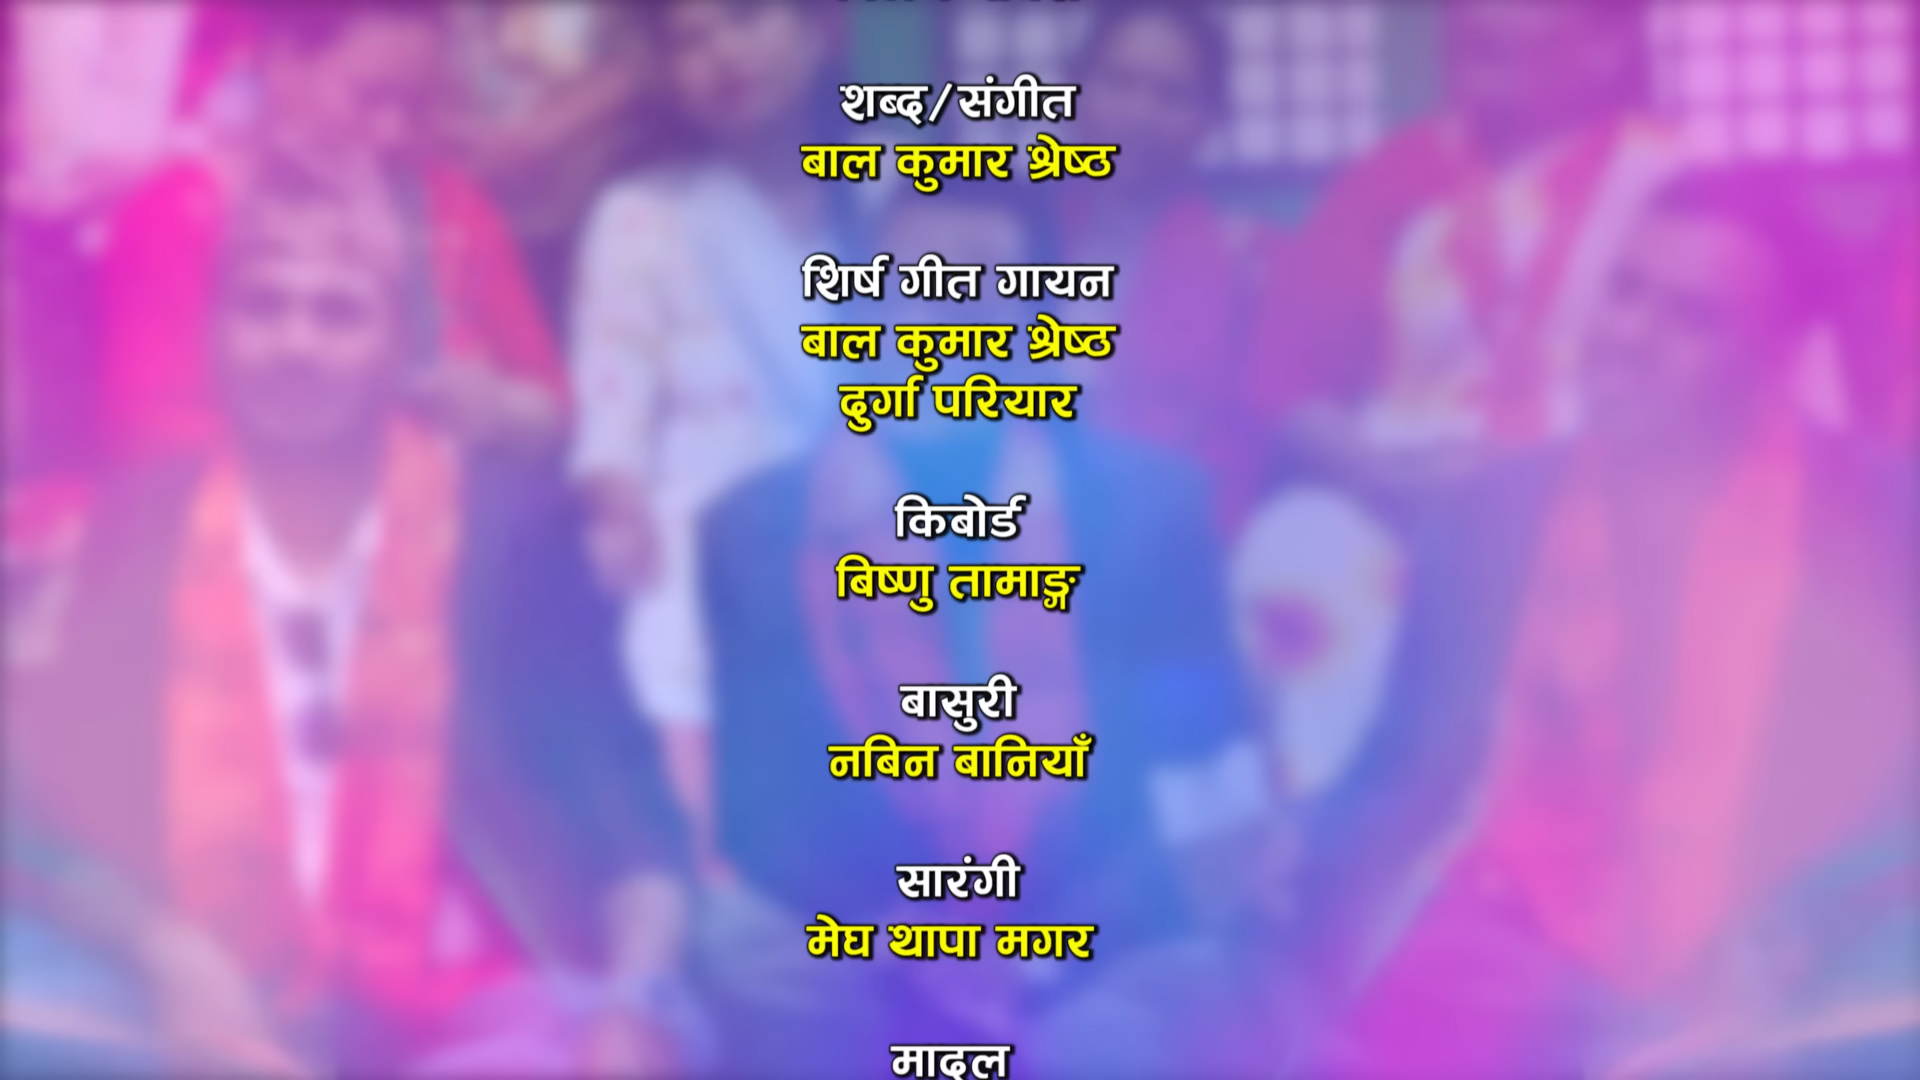 शब्द/संगीत
बाल कुमार श्रेष्ठ
शिर्ष गीत गायन
बाल कुमार श्रेष्ठ
दुर्गा परियार
किबोर्ड
बिष्णु तामाङ्ग
बासुरी
नबिन बानियाँ
सारंगी
मेघ थापा मगर
मादल